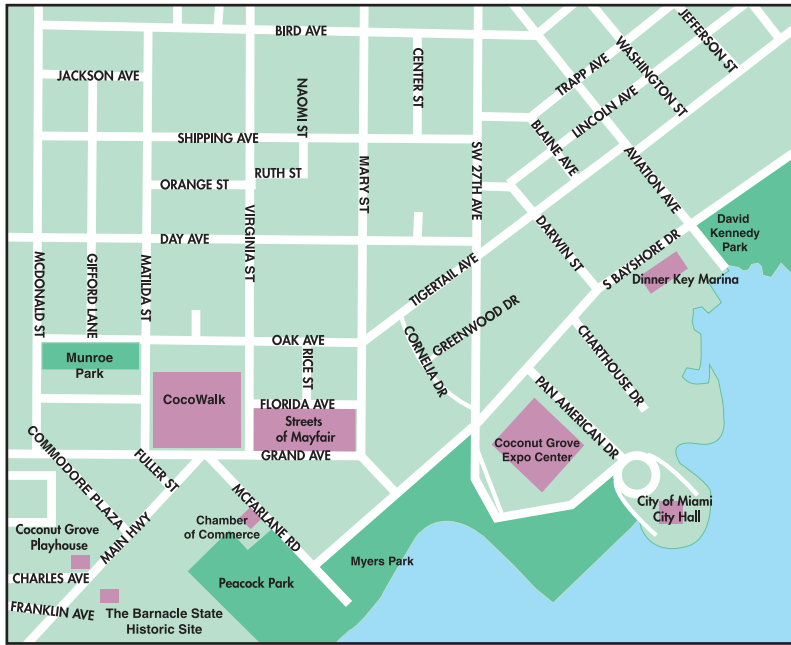 BIRD AVE
JEFFERSON ST
WASHINGTON ST
CENTER ST
TRAPP AVE
JACKSON AVE
LINCOLN AVE
NAOMI ST
SHIPPING AVE
BLAINE AVE
AVIATION AVE
RUTH ST
MARY ST
SW 27TH AVE
ORANGE ST
VIRGINIA ST
DAY AVE
DARWIN ST
David
Kennedy
Park
S BAYSHORE DR
MCDONALD ST
GIFFORD LANE
MATILDA ST
TIGERTAIL AVE
Dinner Key Marina
GREENWOOD DR
CORNELIA DR
CHARTHOUSE DR
OAK AVE
Munroe
Park
RICE ST
CocoWalk
FLORIDA AVE
Streets
of Mayfair
PAN AMERICAN DR
Coconut Grove
Expo Center
GRAND AVE
COMMODORE PLAZA
FULLER ST
MCFARLANE RD
MAIN HWY
City of Miami
City Hall
Chamber
of Commerce
Coconut Grove
Playhouse
Myers Park
CHARLES AVE
Peacock Park
FRANKLIN AVE
The Barnacle State
Historic Site